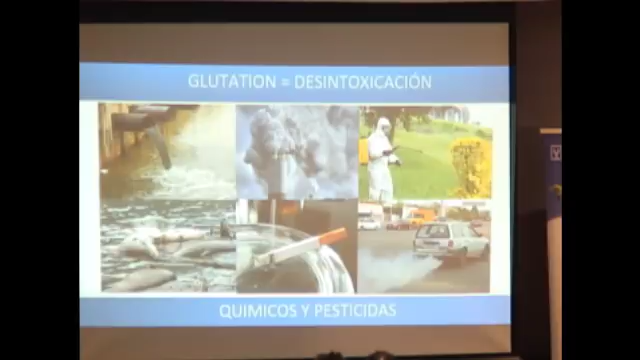 GLUTATION = DESINTOXICACIÓN
QUIMICOS Y PESTICIDAS